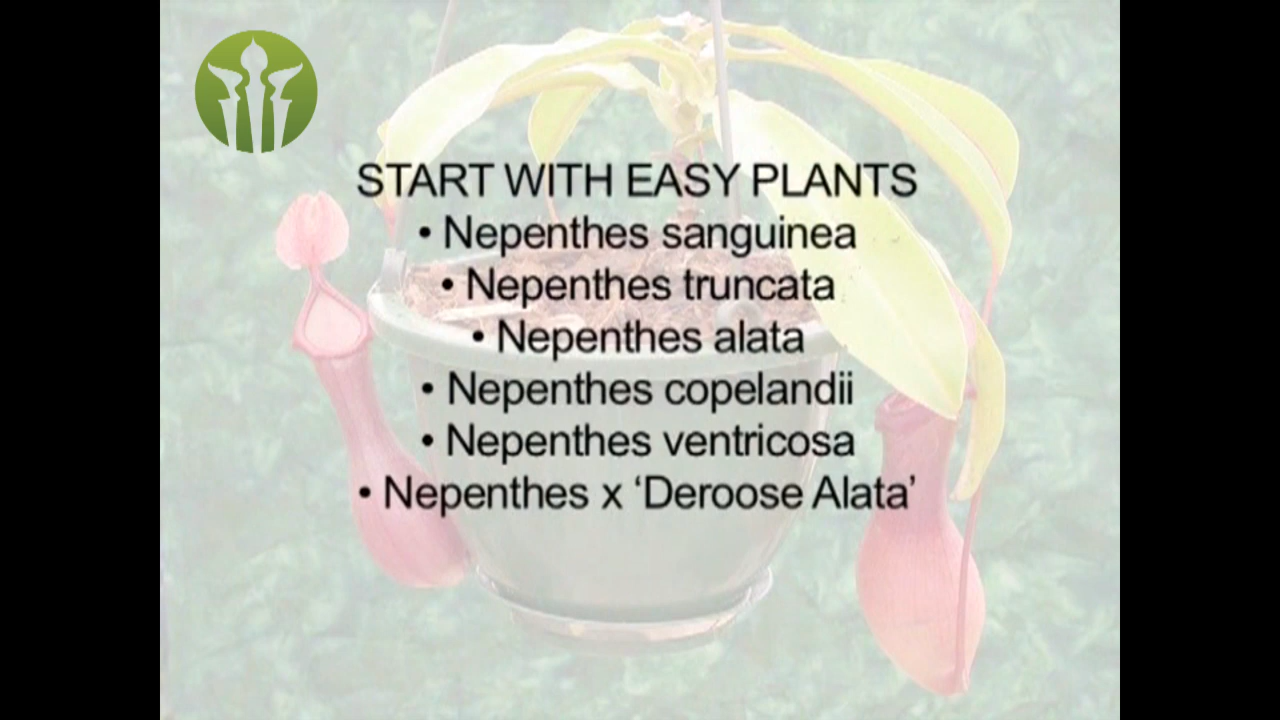 START WITH EASY PLANTS
• Nepenthes sanguinea
• Nepenthes truncata
• Nepenthes alata
• Nepenthes copelandii
• Nepenthes ventricosa
• Nepenthes x ‘Deroose Alata’